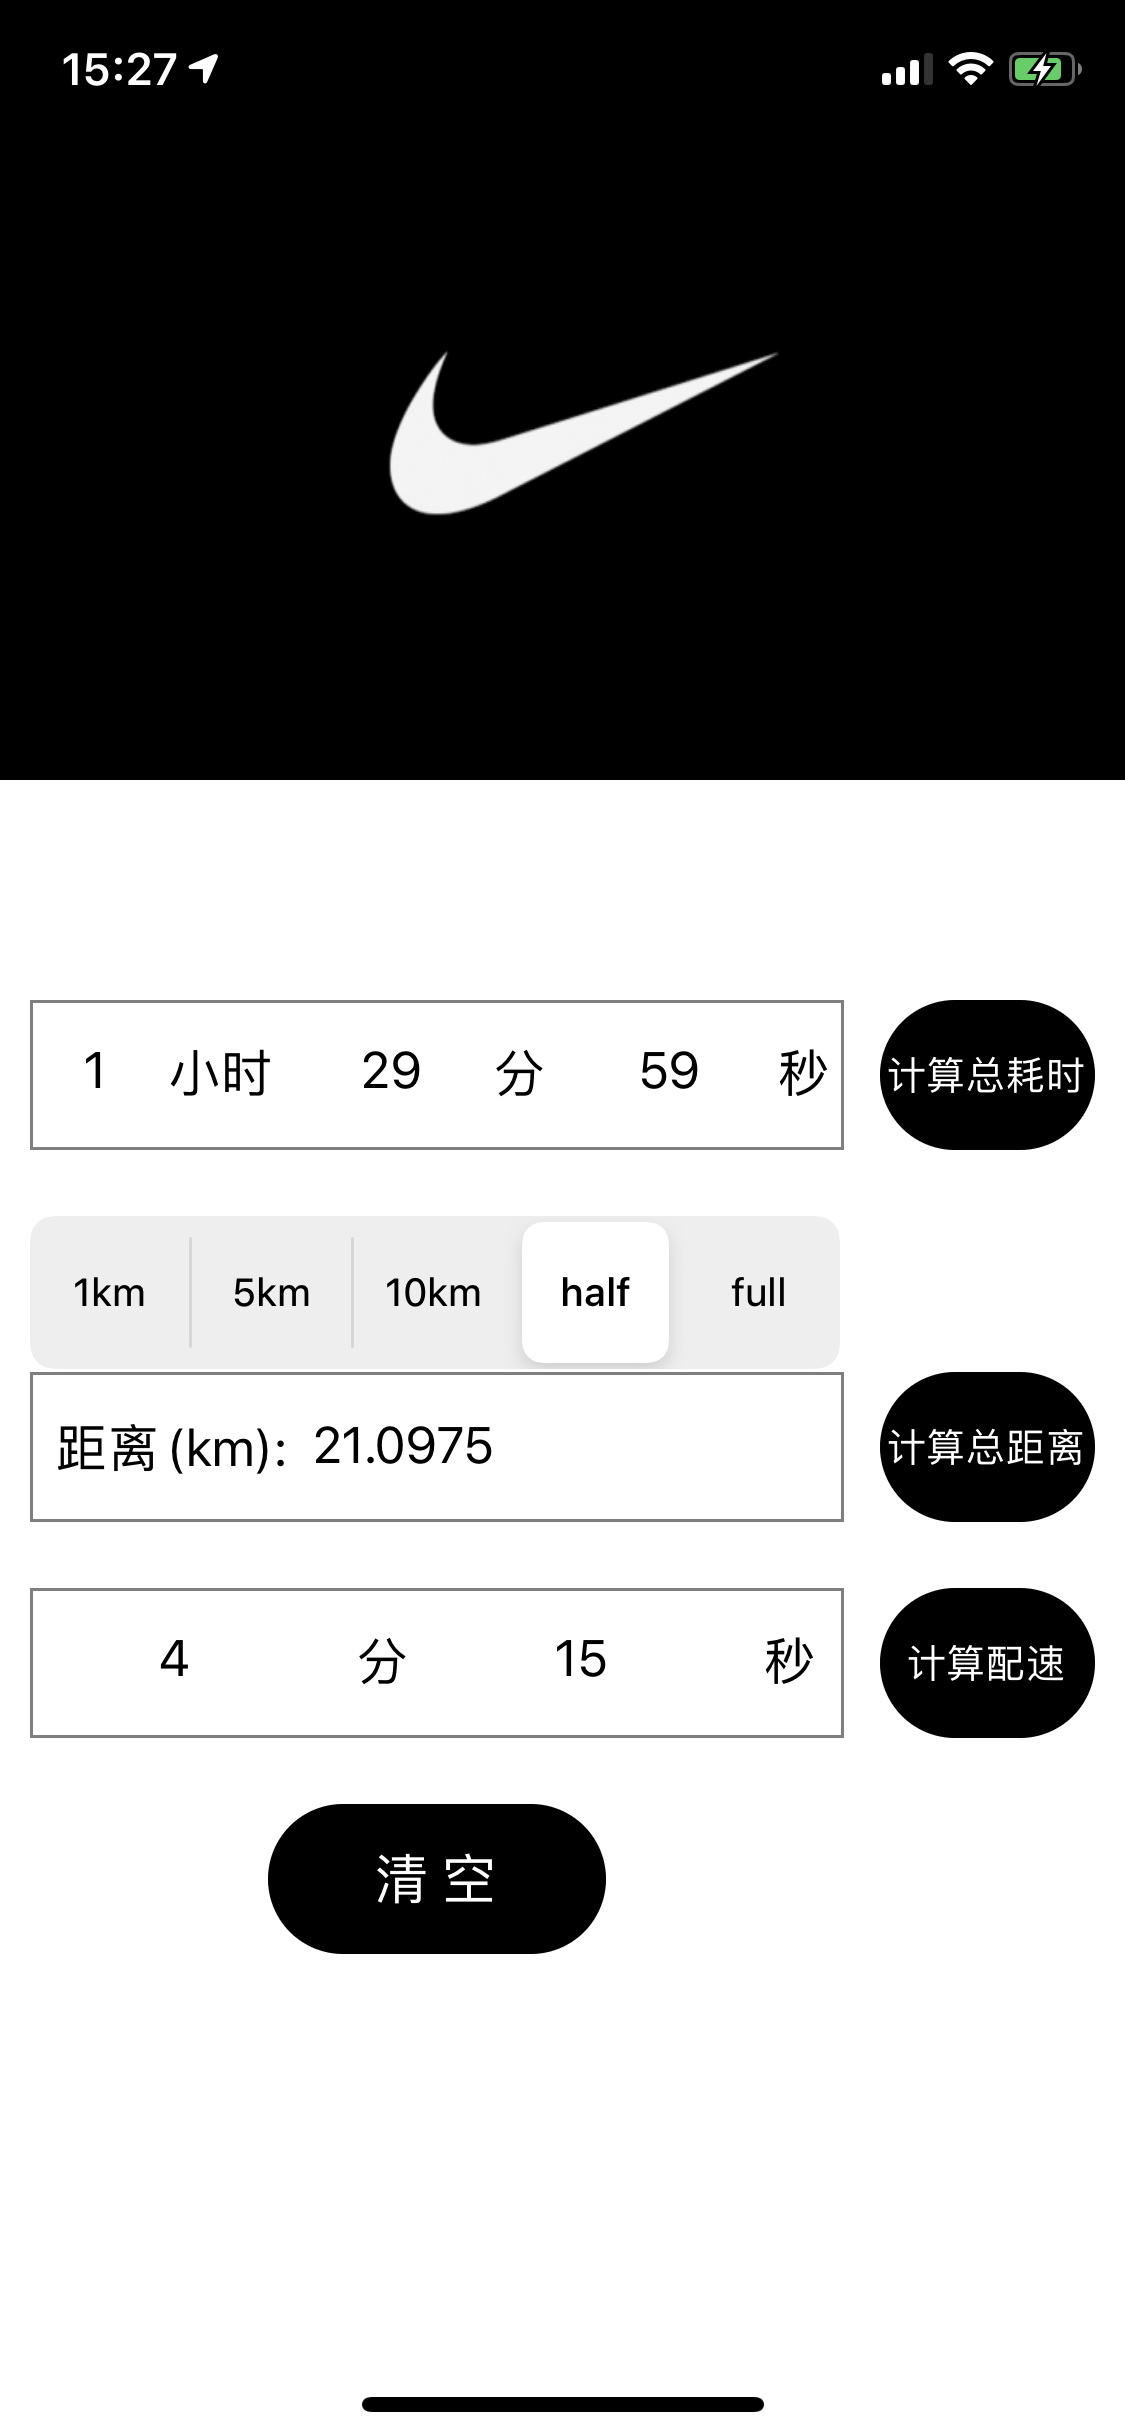 15:27
1 小时 29 分 59 秒 计算总耗时
1km 5km 10km half full
距离 (km): 21.0975 计算总距离
4 分 15 秒 计算配速
清 空